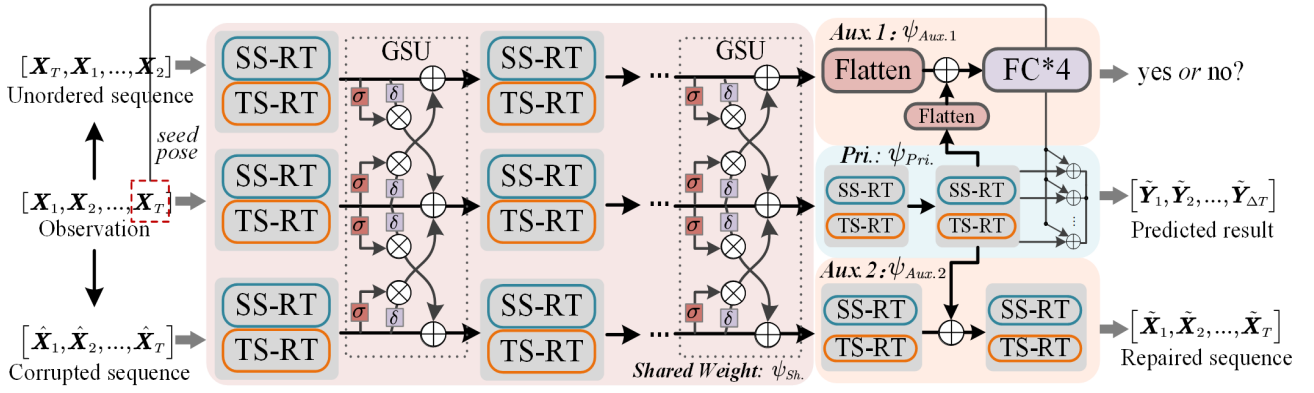 [X_T, X_1, ..., X_2]
Unordered sequence
seed
pose
[X_1, X_2, ..., X_T]
Observation
[X̂_1, X̂_2, ..., X̂_T]
Corrupted sequence
SS-RT
TS-RT
SS-RT
TS-RT
SS-RT
TS-RT
GSU
σ
δ
⊗
σ
δ
⊗
σ
δ
⊗
σ
δ
⊗
SS-RT
TS-RT
SS-RT
TS-RT
SS-RT
TS-RT
...
...
...
GSU
σ
δ
σ
δ
σ
δ
σ
δ
Shared Weight: ψ_Sh.
Aux.1: ψ_Aux.1
Flatten
FC*4
Flatten
Pri.: ψ_Pri.
SS-RT
TS-RT
SS-RT
TS-RT
...
Aux.2: ψ_Aux.2
SS-RT
TS-RT
SS-RT
TS-RT
yes or no?
[Ỹ_1, Ỹ_2, ..., Ỹ_ΔT]
Predicted result
[X̃_1, X̃_2, ..., X̃_T]
Repaired sequence